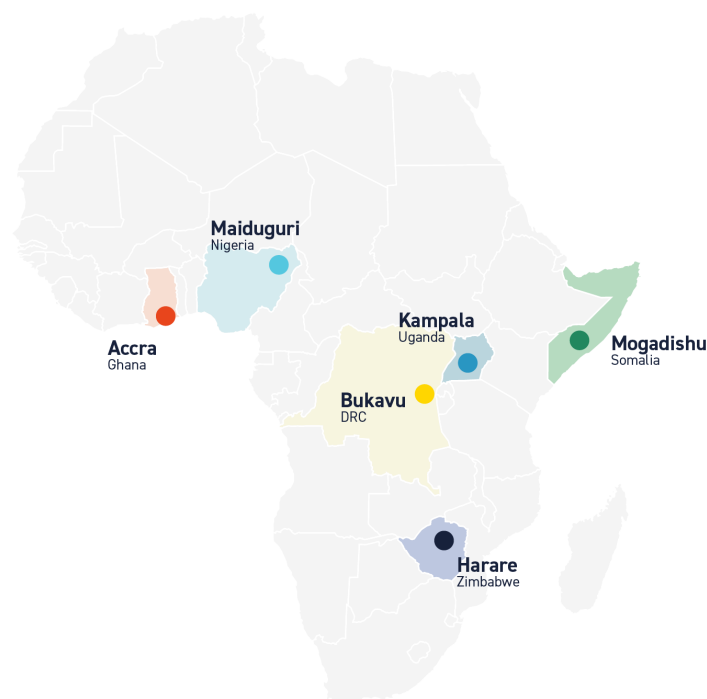 Maiduguri
Nigeria
Kampala
Uganda
Accra
Ghana
Mogadishu
Somalia
Bukavu
DRC
Harare
Zimbabwe